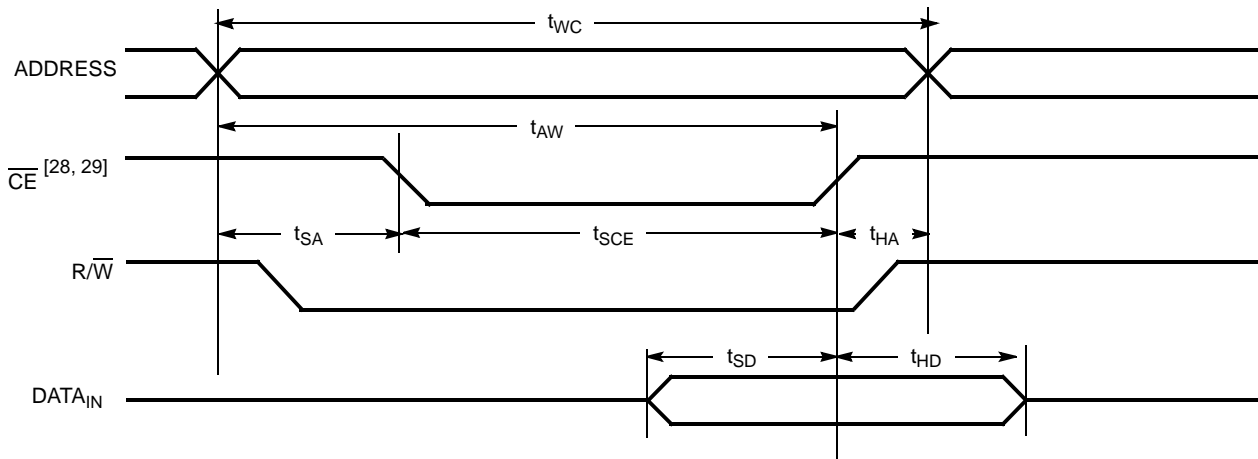 tWC
ADDRESS
tAW
CE [28, 29]
tSA tSCE tHA
R/W
tSD tHD
DATAIN